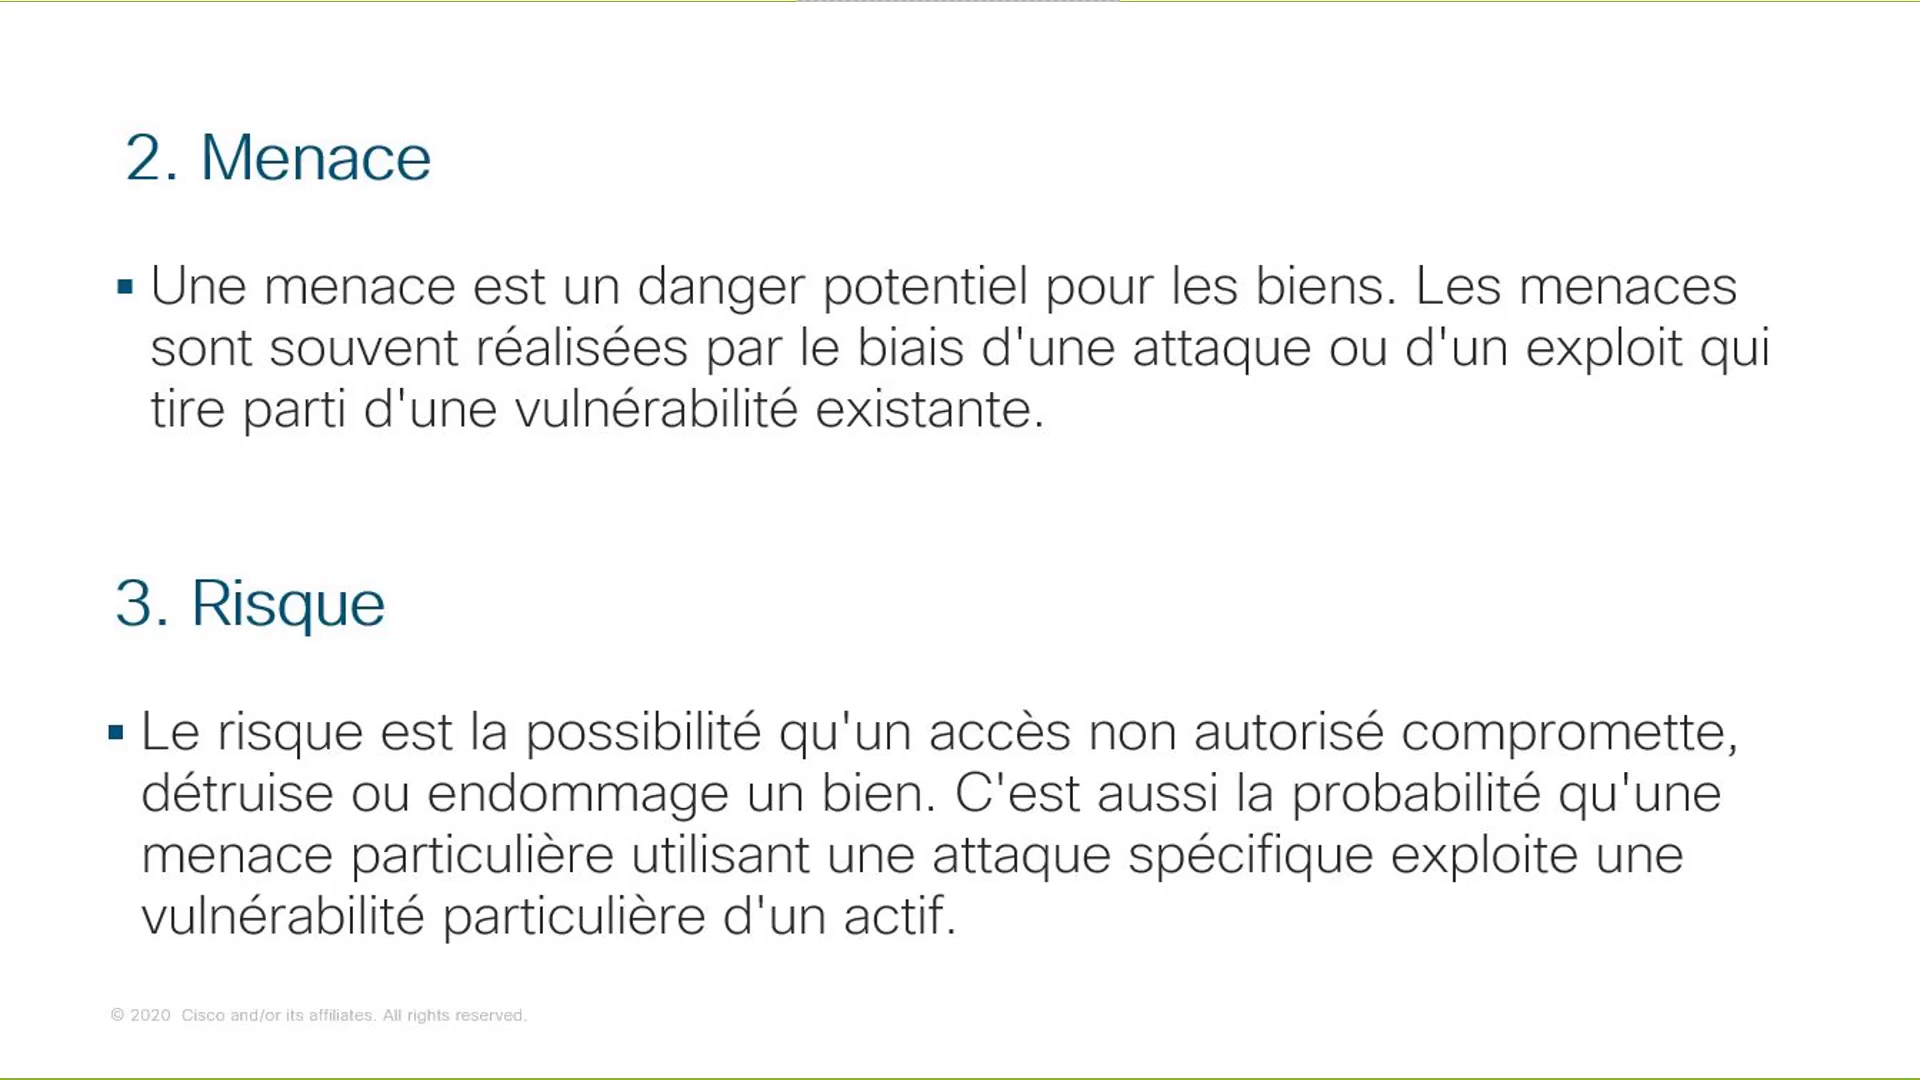 2. Menace
▪ Une menace est un danger potentiel pour les biens. Les menaces
sont souvent réalisées par le biais d'une attaque ou d'un exploit qui
tire parti d'une vulnérabilité existante.
3. Risque
▪ Le risque est la possibilité qu'un accès non autorisé compromette,
détruise ou endommage un bien. C'est aussi la probabilité qu'une
menace particulière utilisant une attaque spécifique exploite une
vulnérabilité particulière d'un actif.
© 2020 Cisco and/or its affiliates. All rights reserved.